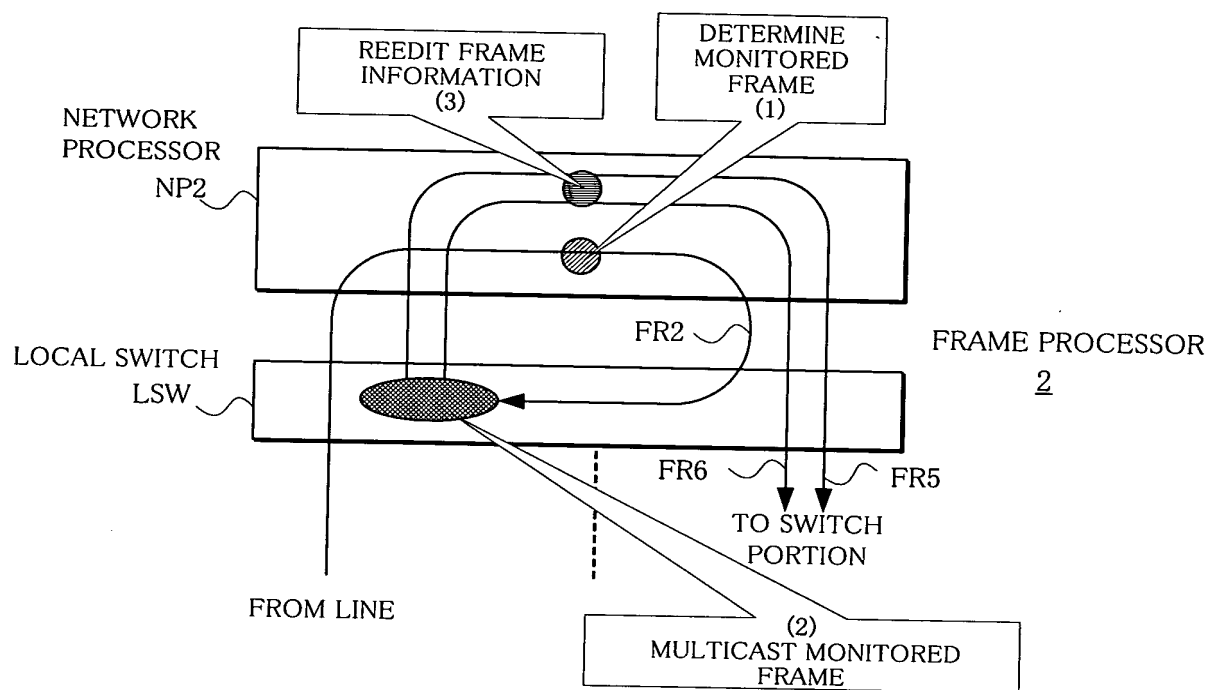 REEDIT FRAME
INFORMATION
(3)
DETERMINE
MONITORED
FRAME
(1)
NETWORK
PROCESSOR
NP2
FR2
LOCAL SWITCH
LSW
FRAME PROCESSOR
2
FR6
FR5
TO SWITCH
PORTION
FROM LINE
(2)
MULTICAST MONITORED
FRAME